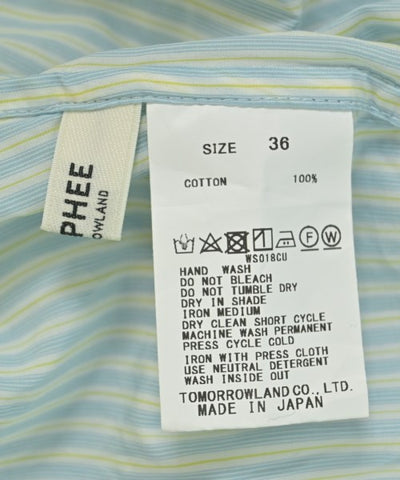 PHEE
OWLAND
SIZE 36
COTTON 100%
F W
WS018CU
HAND WASH
DO NOT BLEACH
DO NOT TUMBLE DRY
DRY IN SHADE
IRON MEDIUM
DRY CLEAN SHORT CYCLE
MACHINE WASH PERMANENT
PRESS CYCLE COLD
IRON WITH PRESS CLOTH
USE NEUTRAL DETERGENT
WASH INSIDE OUT
TOMORROWLAND CO., LTD.
MADE IN JAPAN